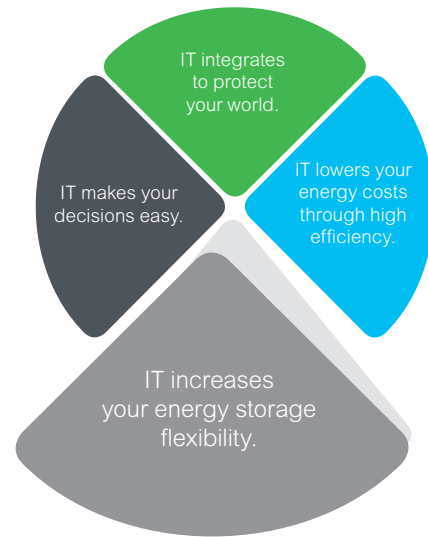 IT integrates
to protect
your world.
IT makes your
decisions easy.
IT lowers your
energy costs
through high
efficiency.
IT increases
your energy storage
flexibility.